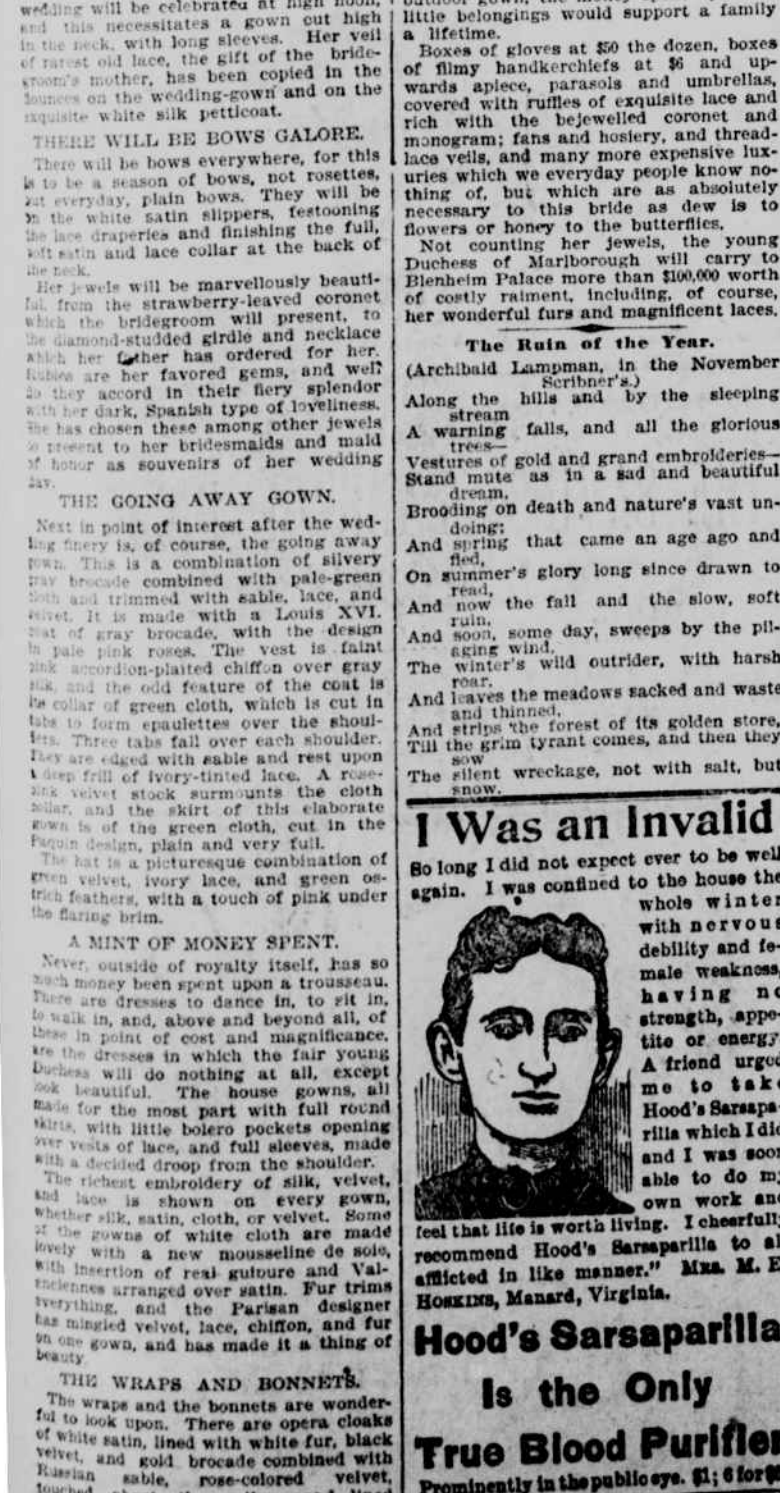 wedding will be celebrated at high noon,
and this necessitates a gown cut high
in the neck, with long sleeves. Her veil
of rarest old lace, the gift of the bride-
groom's mother, has been copied in the
flounces on the wedding-gown and on the
exquisite white silk petticoat.
THERE WILL BE BOWS GALORE.
There will be bows everywhere, for this
is to be a season of bows, not rosettes,
but everyday, plain bows. They will be
on the white satin slippers, festooning
the lace draperies and finishing the full,
soft satin and lace collar at the back of
the neck.
Her jewels will be marvellously beauti-
ful, from the strawberry-leaved coronet
which the bridegroom will present, to
the diamond-studded girdle and necklace
which her father has ordered for her.
Rubies are her favored gems, and well
do they accord in their fiery splendor
with her dark, Spanish type of loveliness.
She has chosen these among other jewels
to present to her bridesmaids and maid
of honor as souvenirs of her wedding
day.
THE GOING AWAY GOWN.
Next in point of interest after the wed-
ding finery is, of course, the going away
gown. This is a combination of silvery
gray brocade combined with pale-green
cloth and trimmed with sable, lace, and
velvet. It is made with a Louis XVI.
coat of gray brocade, with the design
in pale pink roses. The vest is faint
pink accordion-plaited chiffon over gray
silk, and the odd feature of the coat is
its collar of green cloth, which is cut in
tabs to form epaulettes over the shoul-
ders. Three tabs fall over each shoulder.
They are edged with sable and rest upon
a deep frill of ivory-tinted lace. A rose-
pink velvet stock surmounts the cloth
collar, and the skirt of this elaborate
gown is of the green cloth, cut in the
Paquin design, plain and very full.
The hat is a picturesque combination of
green velvet, ivory lace, and green os-
trich feathers, with a touch of pink under
the flaring brim.
A MINT OF MONEY SPENT.
Never, outside of royalty itself, has so
much money been spent upon a trousseau.
There are dresses to dance in, to sit in,
to walk in, and, above and beyond all, of
these in point of cost and magnificance,
are the dresses in which the fair young
Duchess will do nothing at all, except
look beautiful. The house gowns, all
made for the most part with full round
skirts, with little bolero pockets opening
over vests of lace, and full sleeves, made
with a decided droop from the shoulder.
The richest embroidery of silk, velvet,
and lace is shown on every gown,
whether silk, satin, cloth, or velvet. Some
of the gowns of white cloth are made
lovely with a new mousseline de soie,
with insertion of real guipure and Val-
enciennes arranged over satin. Fur trims
everything, and the Parisan designer
has mingled velvet, lace, chiffon, and fur
on one gown, and has made it a thing of
beauty
THE WRAPS AND BONNETS.
The wraps and the bonnets are wonder-
ful to look upon. There are opera cloaks
of white satin, lined with white fur, black
velvet, and gold brocade combined with
Russian sable, rose-colored velvet,
little belongings would support a family
a lifetime.
Boxes of gloves at $50 the dozen, boxes
of filmy handkerchiefs at $6 and up-
wards apiece, parasols and umbrellas,
covered with ruffles of exquisite lace and
rich with the bejewelled coronet and
monogram; fans and hosiery, and thread-
lace veils, and many more expensive lux-
uries which we everyday people know no-
thing of, but which are as absolutely
necessary to this bride as dew is to
flowers or honey to the butterflies.
Not counting her jewels, the young
Duchess of Marlborough will carry to
Blenheim Palace more than $100,000 worth
of costly raiment, including, of course,
her wonderful furs and magnificent laces.
The Ruin of the Year.
(Archibald Lampman, in the November
Scribner's.)
Along the hills and by the sleeping
stream
A warning falls, and all the glorious
trees—
Vestures of gold and grand embroideries—
Stand mute as in a sad and beautiful
dream,
Brooding on death and nature's vast un-
doing;
And spring that came an age ago and
fled,
On summer's glory long since drawn to
read,
And now the fall and the slow, soft
ruin.
And soon, some day, sweeps by the pil-
aging wind,
The winter's wild outrider, with harsh
roar.
And leaves the meadows sacked and waste
and thinned,
And strips the forest of its golden store,
Till the grim tyrant comes, and then they
sow
The silent wreckage, not with salt, but
snow.
I Was an Invalid
So long I did not expect ever to be well
again. I was confined to the house the
whole winter
with nervous
debility and fe-
male weakness,
having no
strength, appe-
tite or energy.
A friend urged
me to take
Hood's Sarsapa-
rilla which I did
and I was soon
able to do my
own work and
feel that life is worth living. I cheerfully
recommend Hood's Sarsaparilla to al
afflicted in like manner." MRS. M. E
HOSKINS, Manard, Virginia.
Hood's Sarsaparilla
Is the Only
True Blood Purifier
Prominently in the public eye. $1; 6 for $5